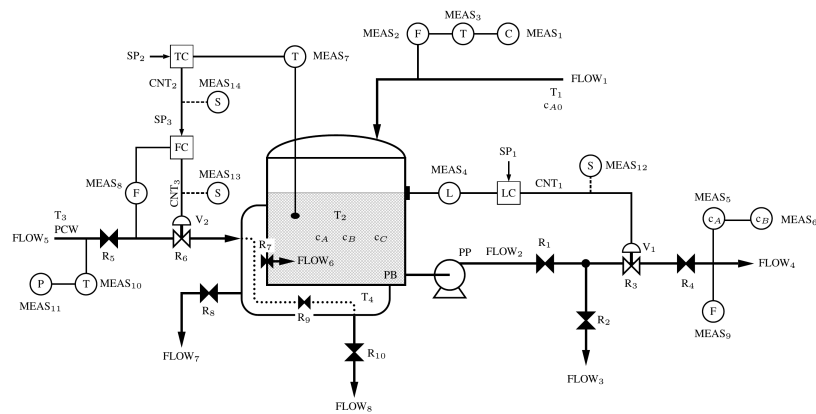 SP2 TC T MEAS7 MEAS2 F MEAS3 T C MEAS1
CNT2 MEAS14 S
FLOW1
T1
cA0
SP3
FC
MEAS8 F CNT3 MEAS13 S
MEAS4 L SP1 LC CNT1 S MEAS12
T3
PCW
V2
FLOW5 R5 R6
T2
cA cB cC
R7 FLOW6
MEAS5
cA cB MEAS6
PP FLOW2 R1 V1
PB R3 R4 FLOW4
P T MEAS10
MEAS11
R8 R9 T4
R2
F
MEAS9
FLOW7 R10
FLOW3
FLOW8